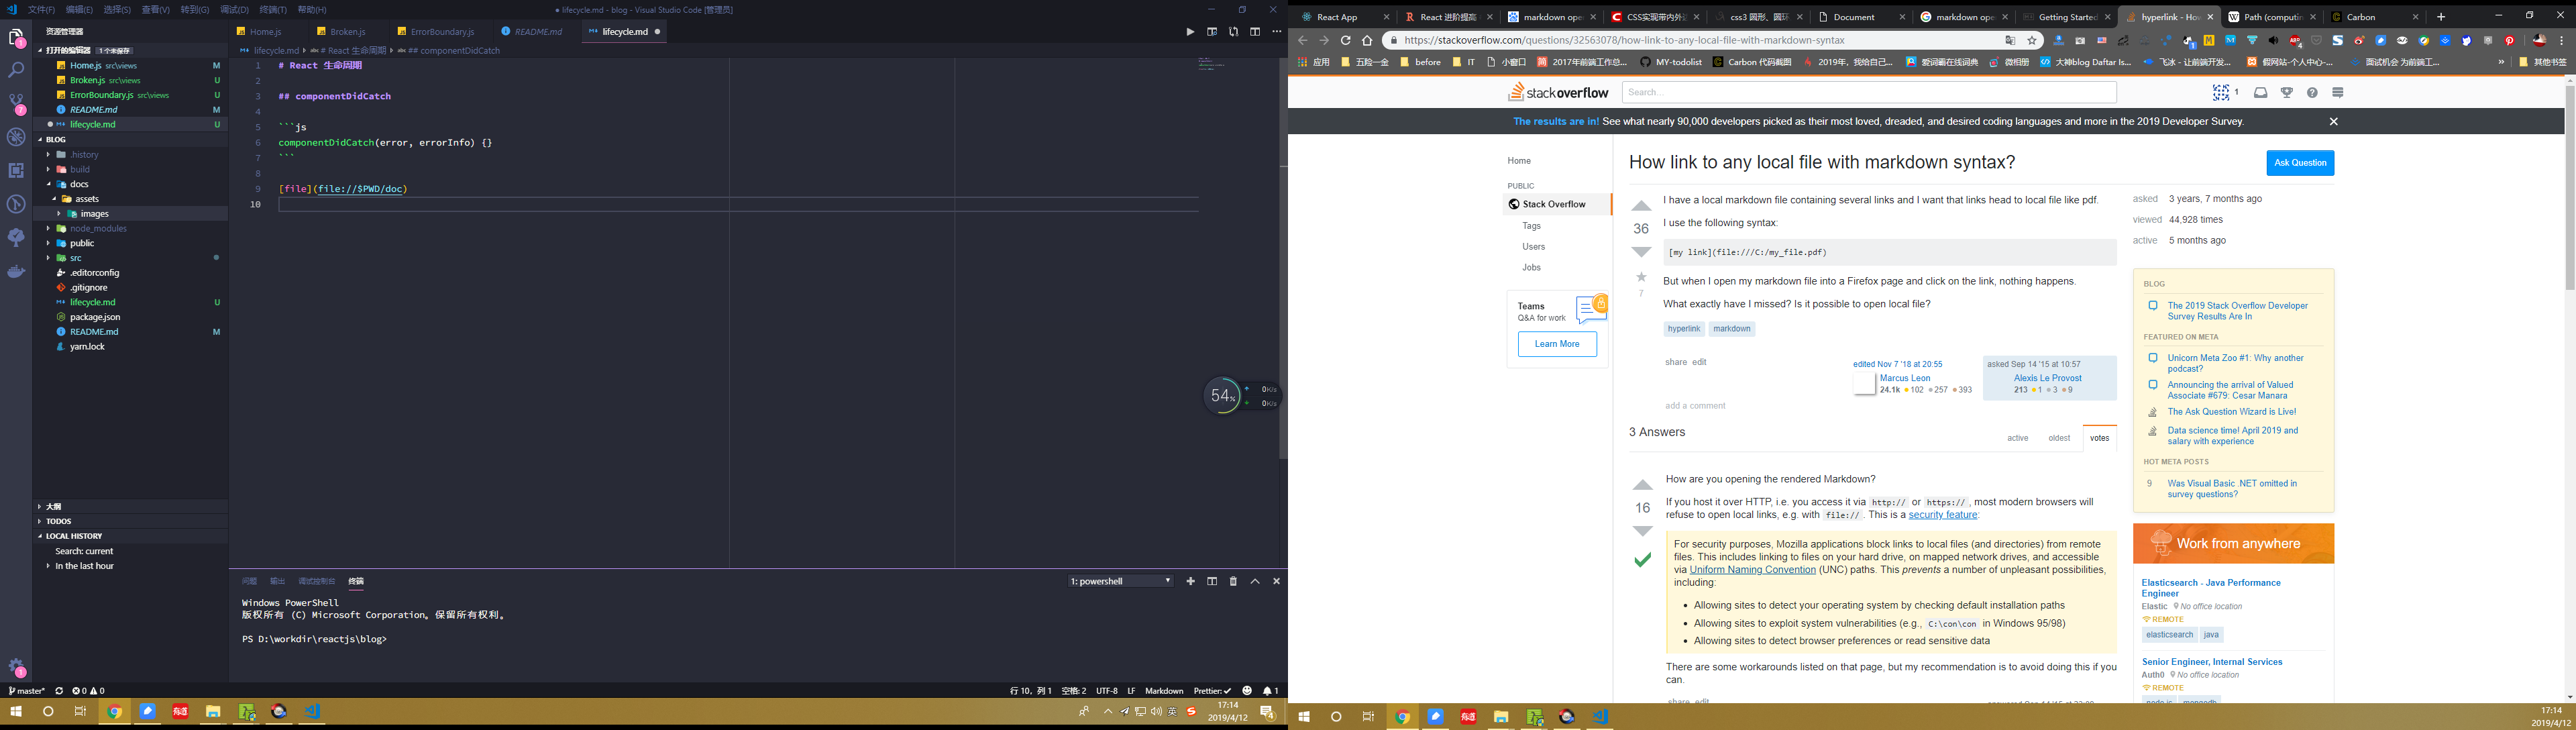 文件(F) 编辑(E) 选择(S) 查看(V) 转到(G) 调试(D) 终端(T) 帮助(H)
● lifecycle.md - blog - Visual Studio Code [管理员]
资源管理器
打开的编辑器 1 个未保存
Home.js src\views M
Broken.js src\views U
ErrorBoundary.js src\views U
README.md M
lifecycle.md U
BLOG
.history
build
docs
assets
images
node_modules
public
src
.editorconfig
.gitignore
lifecycle.md U
package.json
README.md M
yarn.lock
大纲
TODOS
LOCAL HISTORY
Search: current
In the last hour
Home.js Broken.js ErrorBoundary.js README.md lifecycle.md
lifecycle.md # React 生命周期 ## componentDidCatch
1 # React 生命周期
2
3 ## componentDidCatch
4
5 ```js
6 componentDidCatch(error, errorInfo) {}
7 ```
8
9 [file](file://$PWD/doc)
10
54%
0K/s
0K/s
问题 输出 调试控制台 终端
1: powershell
Windows PowerShell
版权所有 (C) Microsoft Corporation。保留所有权利。
PS D:\workdir\reactjs\blog>
master* 0 0
行 10，列 1 空格: 2 UTF-8 LF Markdown Prettier: 1
英
17:14
2019/4/12
React App
React 进阶提高
markdown ope
CSS实现带内外边
css3 圆形、圆环
Document
markdown ope
Getting Started
hyperlink - How
Path (computin
Carbon
https://stackoverflow.com/questions/32563078/how-link-to-any-local-file-with-markdown-syntax
应用 五险一金 before IT 小窗口 2017年前端工作总... MY-todolist Carbon 代码截图 2019年，我给自己... 爱词霸在线词典 微相册 大神blog Daftar Is... 飞冰 - 让前端开发... 假网站-个人中心-... 面试机会 为前端工... » 其他书签
stackoverflow
Search...
1
The results are in! See what nearly 90,000 developers picked as their most loved, dreaded, and desired coding languages and more in the 2019 Developer Survey.
Home
PUBLIC
Stack Overflow
Tags
Users
Jobs
Teams
Q&A for work
Learn More
How link to any local file with markdown syntax?
Ask Question
36
7
I have a local markdown file containing several links and I want that links head to local file like pdf.
I use the following syntax:
[my link](file:///C:/my_file.pdf)
But when I open my markdown file into a Firefox page and click on the link, nothing happens.
What exactly have I missed? Is it possible to open local file?
hyperlink markdown
share edit
edited Nov 7 '18 at 20:55
Marcus Leon
24.1k 102 257 393
asked Sep 14 '15 at 10:57
Alexis Le Provost
213 1 3 9
add a comment
3 Answers
active oldest votes
16
How are you opening the rendered Markdown?
If you host it over HTTP, i.e. you access it via http:// or https://, most modern browsers will
refuse to open local links, e.g. with file://. This is a security feature:
For security purposes, Mozilla applications block links to local files (and directories) from remote
files. This includes linking to files on your hard drive, on mapped network drives, and accessible
via Uniform Naming Convention (UNC) paths. This prevents a number of unpleasant possibilities,
including:
• Allowing sites to detect your operating system by checking default installation paths
• Allowing sites to exploit system vulnerabilities (e.g., C:\con\con in Windows 95/98)
• Allowing sites to detect browser preferences or read sensitive data
There are some workarounds listed on that page, but my recommendation is to avoid doing this if you
can.
asked 3 years, 7 months ago
viewed 44,928 times
active 5 months ago
BLOG
The 2019 Stack Overflow Developer
Survey Results Are In
FEATURED ON META
Unicorn Meta Zoo #1: Why another
podcast?
Announcing the arrival of Valued
Associate #679: Cesar Manara
The Ask Question Wizard is Live!
Data science time! April 2019 and
salary with experience
HOT META POSTS
9 Was Visual Basic .NET omitted in
survey questions?
Work from anywhere
Elasticsearch - Java Performance
Engineer
Elastic No office location
REMOTE
elasticsearch java
Senior Engineer, Internal Services
Auth0 No office location
REMOTE
17:14
2019/4/12